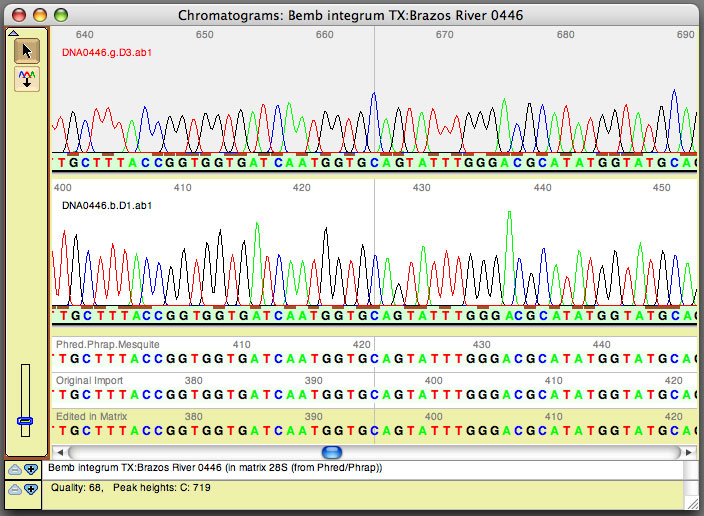 Chromatograms: Bemb integrum TX:Brazos River 0446
640 650 660 670 680 690
DNA0446.g.D3.ab1
TGCTTTACCGGTGGTGATCAATGGTGCAGTATTTGGGACGCATATGGTATGCA
400 410 420 430 440 450
DNA0446.b.D1.ab1
TGCTTTACCGGTGGTGATCAATGGTGCAGTATTTGGGACGCATATGGTATGCA
Phred.Phrap.Mesquite 410 420 430 440
TGCTTTACCGGTGGTGATCAATGGTGCAGTATTTGGGACGCATATGGTATGCA
Original Import 380 390 400 410 420
TGCTTTACCGGTGGTGATCAATGGTGCAGTATTTGGGACGCATATGGTATGCA
Edited in Matrix 380 390 400 410 420
TGCTTTACCGGTGGTGATCAATGGTGCAGTATTTGGGACGCATATGGTATGCA
Bemb integrum TX:Brazos River 0446 (in matrix 28S (from Phred/Phrap))
Quality: 68, Peak heights: C: 719